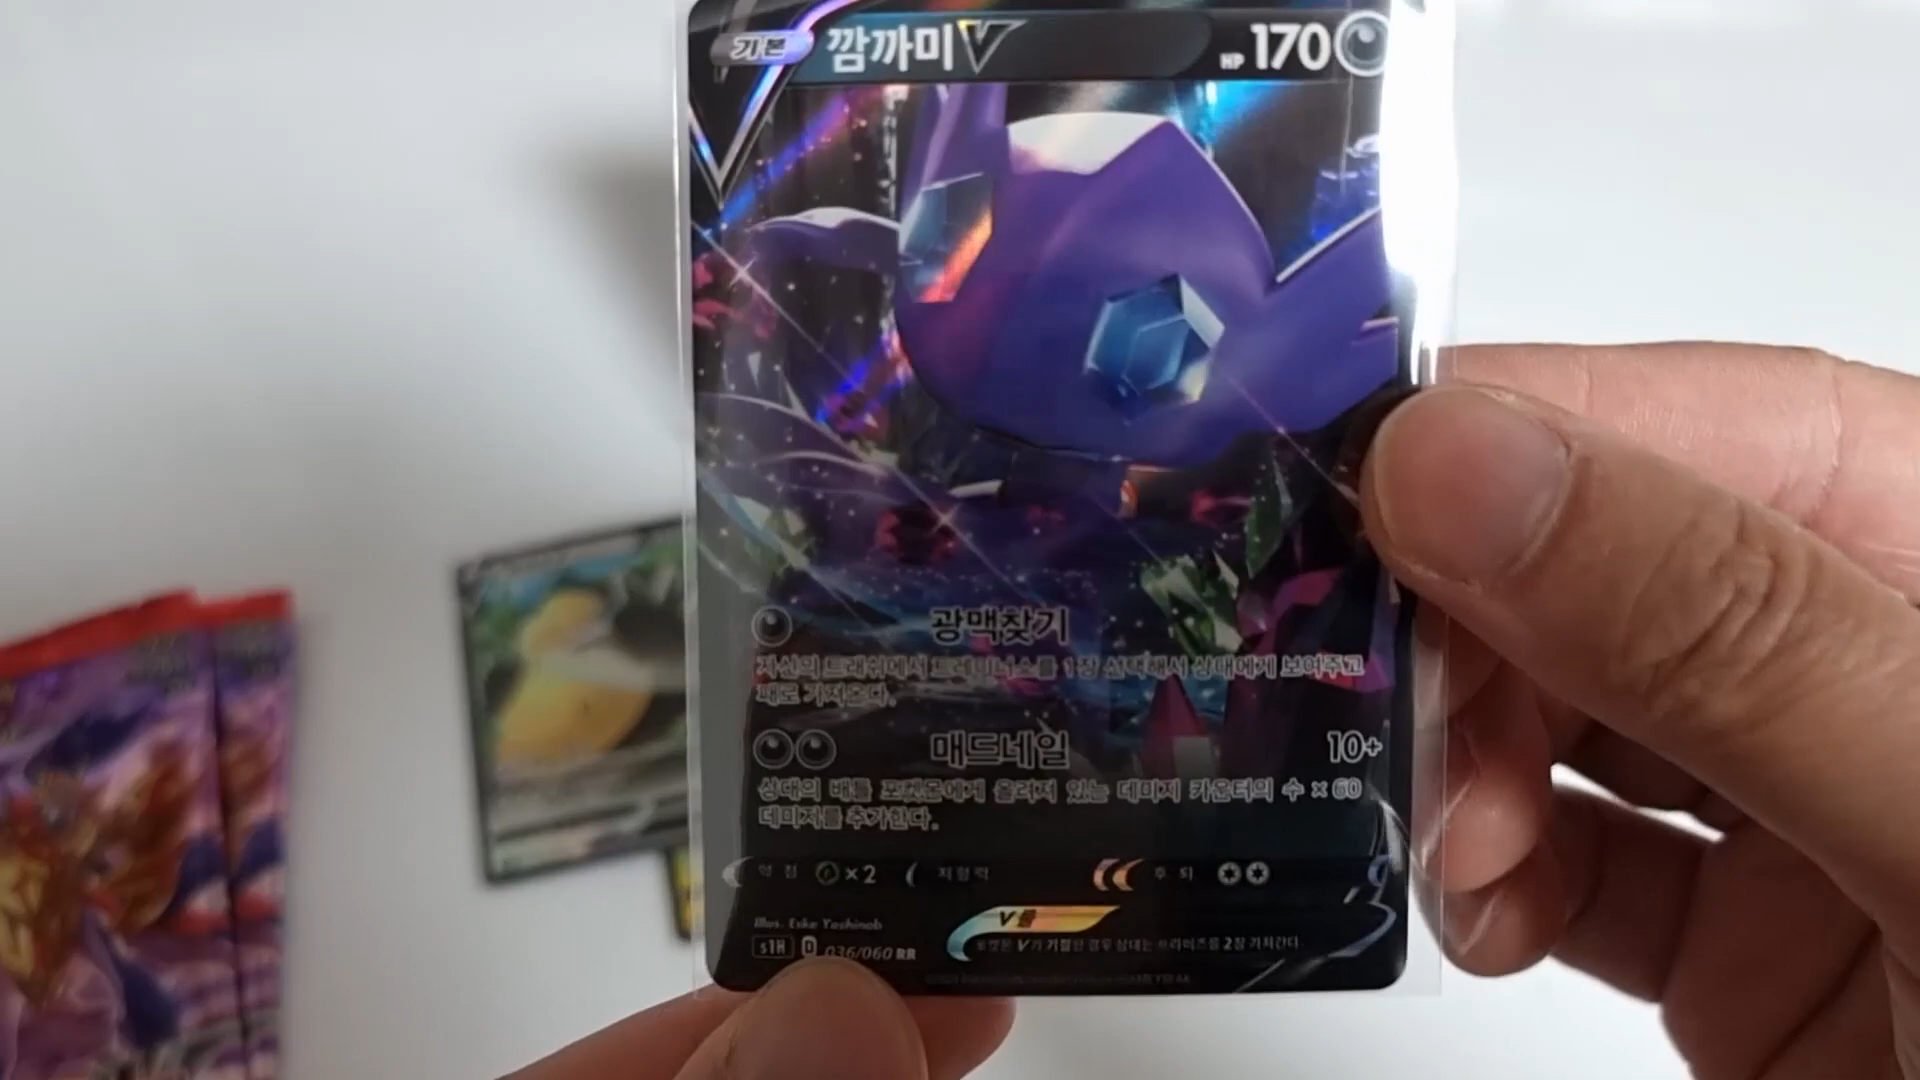 기본 깜까미V HP 170
광맥찾기
자신의 트래쉬에서 트레이너스를 1장 선택해서 상대에게 보여주고
패로 가져온다.
매드네일 10+
상대의 배틀 포켓몬에게 올려져 있는 데미지 카운터의 수 × 60
데미지를 추가한다.
약점 ×2 저항력 후퇴
Illus. Eske Yoshinob
V룰
s1H D 036/060 RR
포켓몬 V가 기절한 경우 상대는 프라이즈를 2장 가져간다.